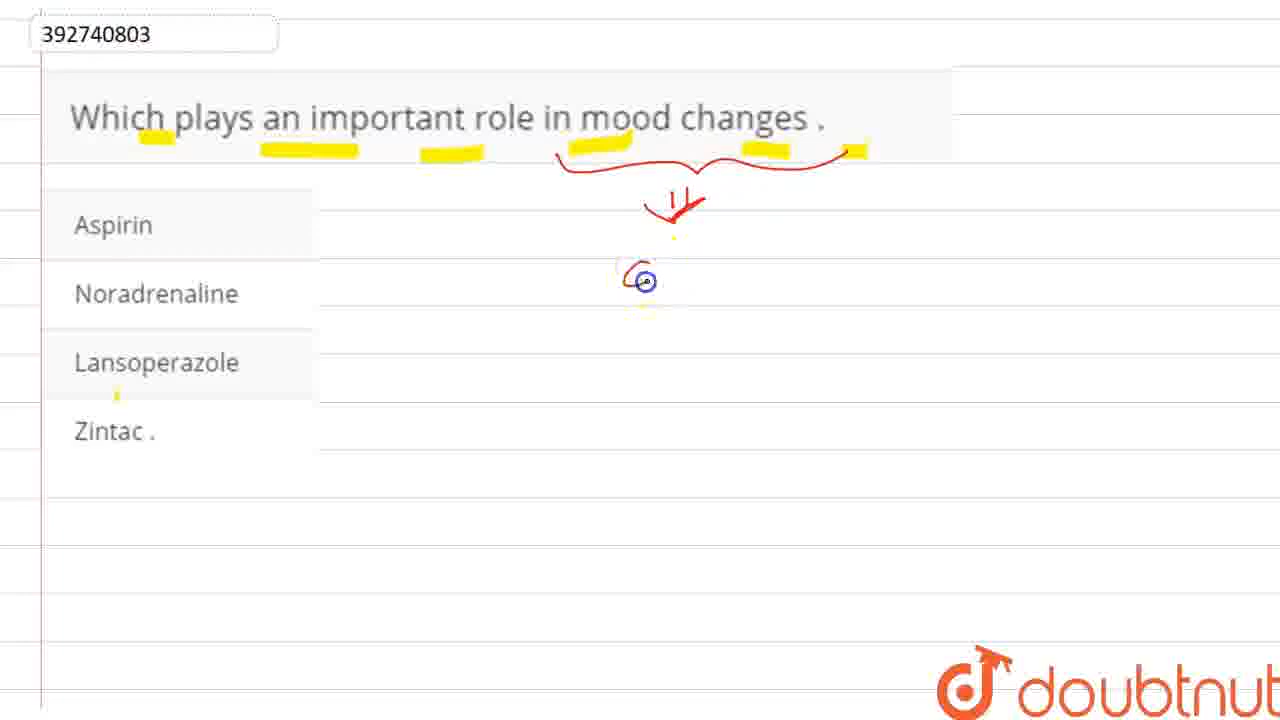 392740803
Which plays an important role in mood changes .
Aspirin
Noradrenaline
Lansoperazole
Zintac .
doubtnut